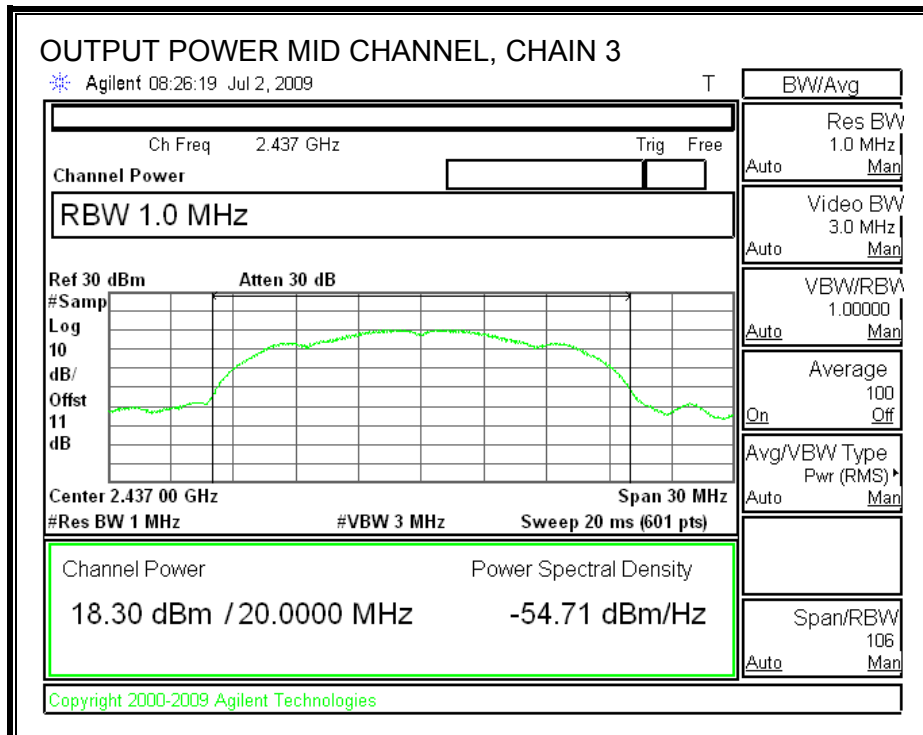 OUTPUT POWER MID CHANNEL, CHAIN 3
Agilent 08:26:19 Jul 2, 2009 T
Ch Freq 2.437 GHz Trig Free
Channel Power
RBW 1.0 MHz
Ref 30 dBm Atten 30 dB
#Samp
Log
10
dB/
Offst
11
dB
Center 2.437 00 GHz Span 30 MHz
#Res BW 1 MHz #VBW 3 MHz Sweep 20 ms (601 pts)
Channel Power Power Spectral Density
18.30 dBm / 20.0000 MHz -54.71 dBm/Hz
Copyright 2000-2009 Agilent Technologies
BW/Avg
Res BW
1.0 MHz
Auto Man
Video BW
3.0 MHz
Auto Man
VBW/RBW
1.00000
Auto Man
Average
100
On Off
Avg/VBW Type
Pwr (RMS)
Auto Man
Span/RBW
106
Auto Man